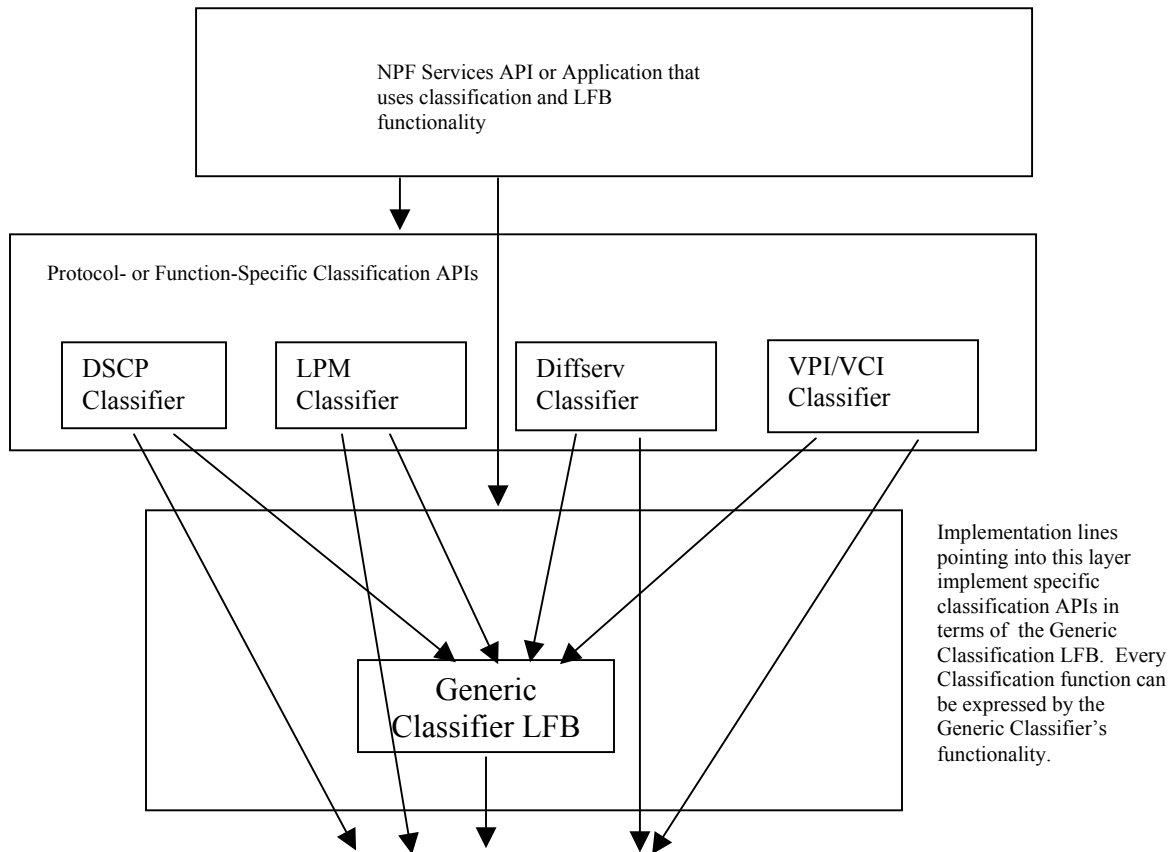 NPF Services API or Application that
uses classification and LFB
functionality
Protocol- or Function-Specific Classification APIs
DSCP
Classifier
LPM
Classifier
Diffserv
Classifier
VPI/VCI
Classifier
Implementation lines
pointing into this layer
implement specific
classification APIs in
terms of the Generic
Classification LFB. Every
Classification function can
be expressed by the
Generic Classifier’s
functionality.
Generic
Classifier LFB